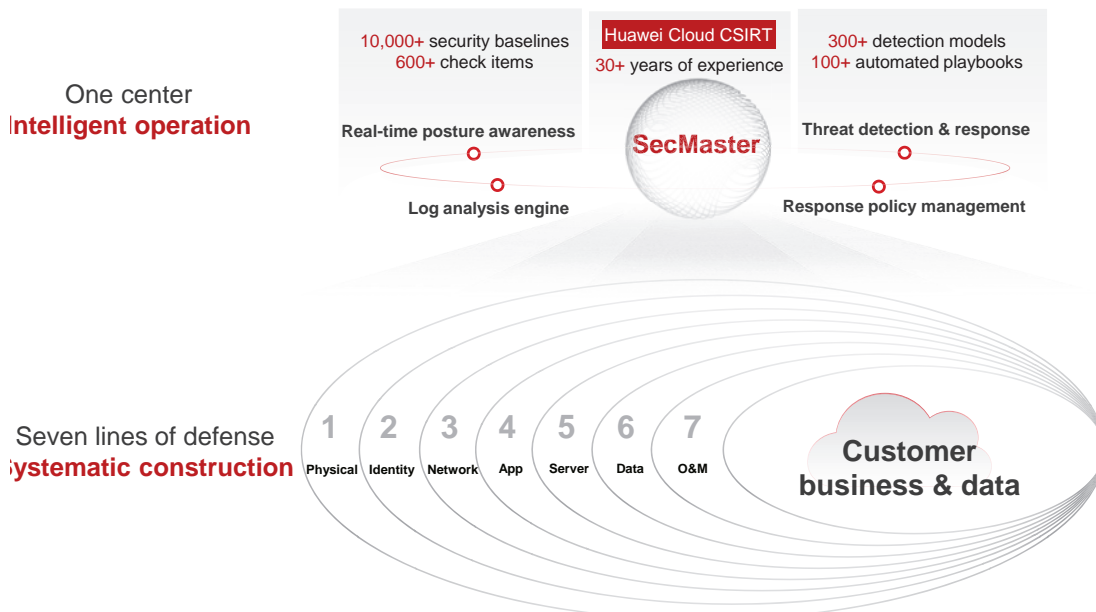 One center
Intelligent operation
10,000+ security baselines
600+ check items
Huawei Cloud CSIRT
30+ years of experience
300+ detection models
100+ automated playbooks
SecMaster
Real-time posture awareness
Log analysis engine
Threat detection & response
Response policy management
Seven lines of defense
Systematic construction
1
Physical
2
Identity
3
Network
4
App
5
Server
6
Data
7
O&M
Customer
business & data